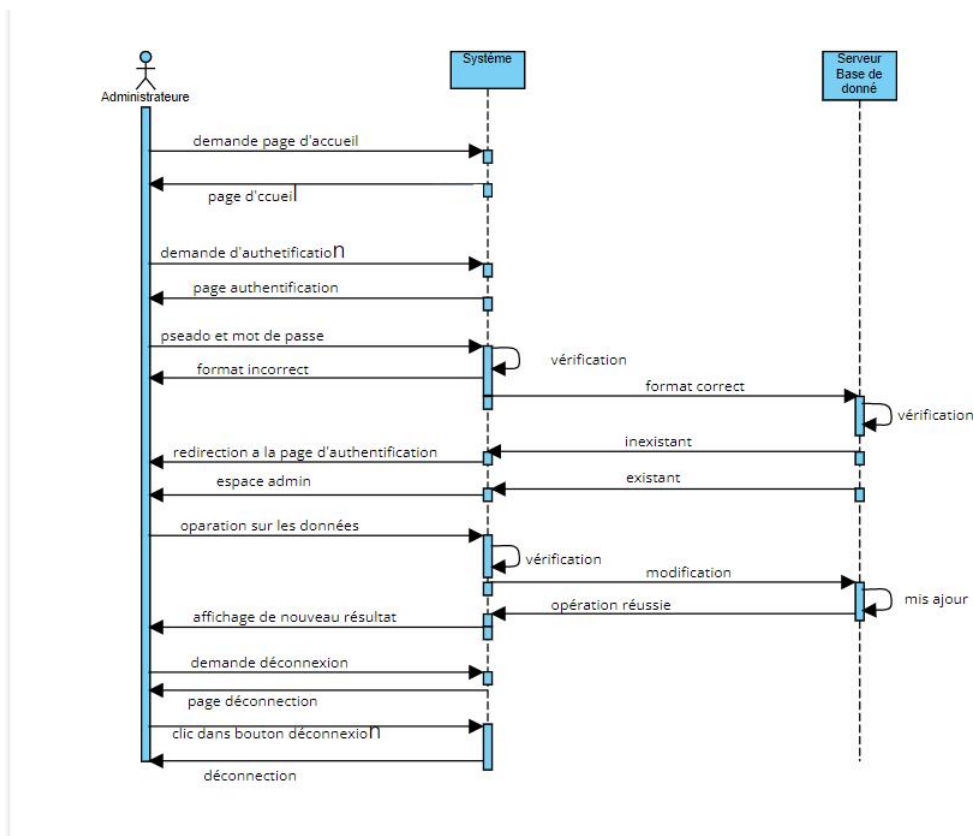 Systéme
Serveur
Base de
donné
Administrateure
demande page d'accueil
page d'ccueil
demande d'authetification
page authentification
pseado et mot de passe
vérification
format incorrect
format correct
vérification
inexistant
redirection a la page d'authentification
existant
espace admin
oparation sur les données
vérification
modification
mis ajour
opération réussie
affichage de nouveau résultat
demande déconnexion
page déconnection
clic dans bouton déconnexion
déconnection